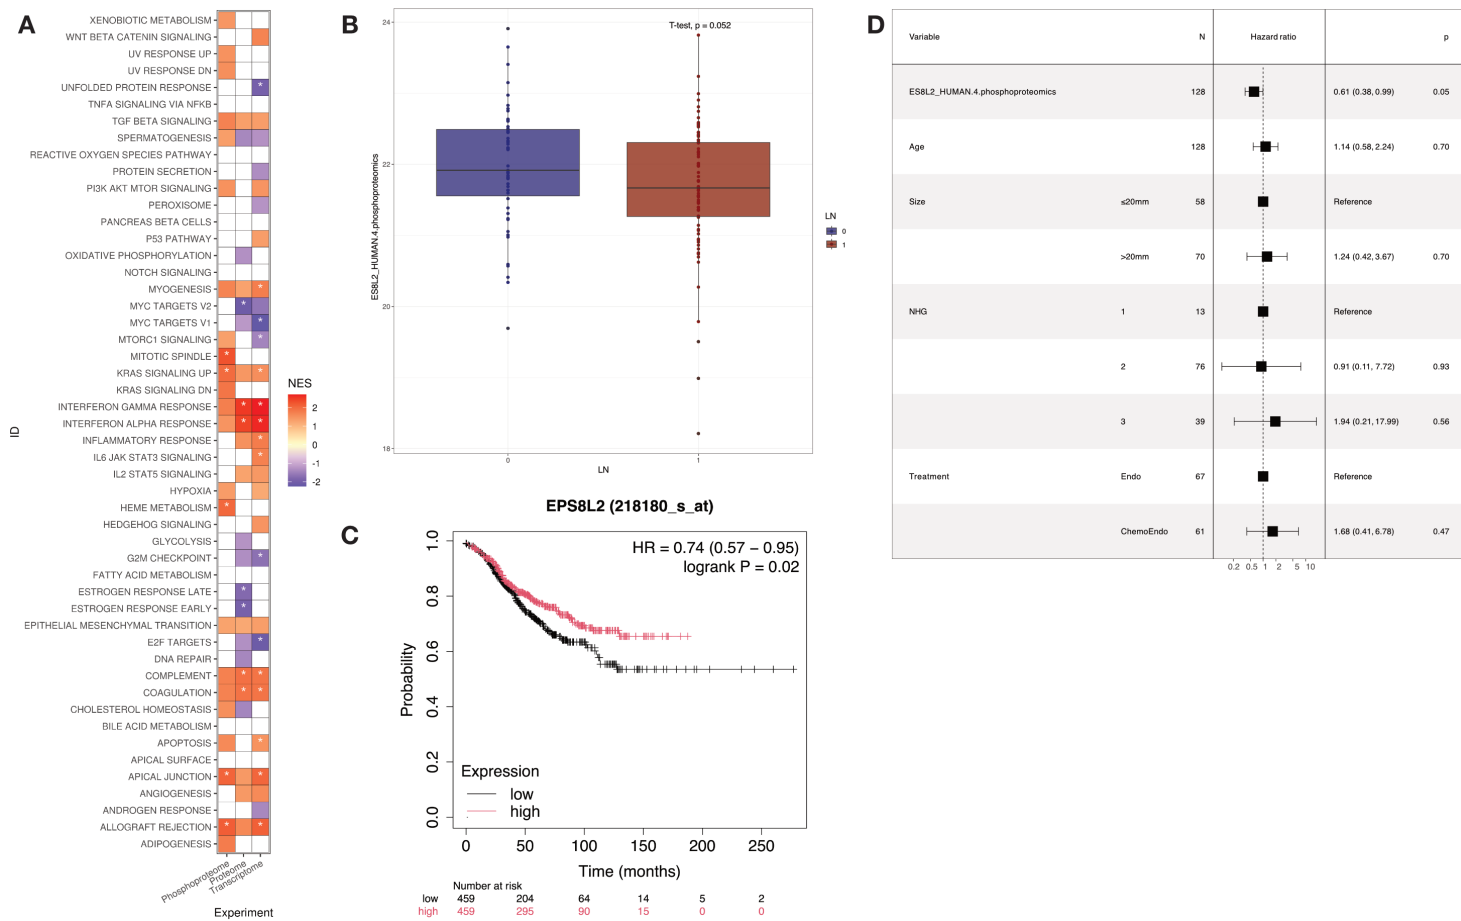 A
XENOBIOTIC METABOLISM
WNT BETA CATENIN SIGNALING
UV RESPONSE UP
UV RESPONSE DN
UNFOLDED PROTEIN RESPONSE
TNFA SIGNALING VIA NFKB
TGF BETA SIGNALING
SPERMATOGENESIS
REACTIVE OXYGEN SPECIES PATHWAY
PROTEIN SECRETION
PI3K AKT MTOR SIGNALING
PEROXISOME
PANCREAS BETA CELLS
P53 PATHWAY
OXIDATIVE PHOSPHORYLATION
NOTCH SIGNALING
MYOGENESIS
MYC TARGETS V2
MYC TARGETS V1
MTORC1 SIGNALING
MITOTIC SPINDLE
KRAS SIGNALING UP
KRAS SIGNALING DN
INTERFERON GAMMA RESPONSE
INTERFERON ALPHA RESPONSE
INFLAMMATORY RESPONSE
IL6 JAK STAT3 SIGNALING
IL2 STAT5 SIGNALING
HYPOXIA
HEME METABOLISM
HEDGEHOG SIGNALING
GLYCOLYSIS
G2M CHECKPOINT
FATTY ACID METABOLISM
ESTROGEN RESPONSE LATE
ESTROGEN RESPONSE EARLY
EPITHELIAL MESENCHYMAL TRANSITION
E2F TARGETS
DNA REPAIR
COMPLEMENT
COAGULATION
CHOLESTEROL HOMEOSTASIS
BILE ACID METABOLISM
APOPTOSIS
APICAL SURFACE
APICAL JUNCTION
ANGIOGENESIS
ANDROGEN RESPONSE
ALLOGRAFT REJECTION
ADIPOGENESIS
ID
Phosphoproteome
Proteome
Transcriptome
Experiment
NES
2
1
0
-1
-2
B
T-test, p = 0.052
24
22
20
18
ES8L2_HUMAN.4.phosphoproteomics
0 1
LN
LN
0
1
C
EPS8L2 (218180_s_at)
HR = 0.74 (0.57 − 0.95)
logrank P = 0.02
1.0
0.8
0.6
0.4
0.2
0.0
Probability
Expression
low
high
0 50 100 150 200 250
Time (months)
Number at risk
low 459 204 64 14 5 2
high 459 295 90 15 0 0
D
Variable N Hazard ratio p
ES8L2_HUMAN.4.phosphoproteomics 128 0.61 (0.38, 0.99) 0.05
Age 128 1.14 (0.58, 2.24) 0.70
Size ≤20mm 58 Reference
>20mm 70 1.24 (0.42, 3.67) 0.70
NHG 1 13 Reference
2 76 0.91 (0.11, 7.72) 0.93
3 39 1.94 (0.21, 17.99) 0.56
Treatment Endo 67 Reference
ChemoEndo 61 1.68 (0.41, 6.78) 0.47
0.2 0.5 1 2 5 10